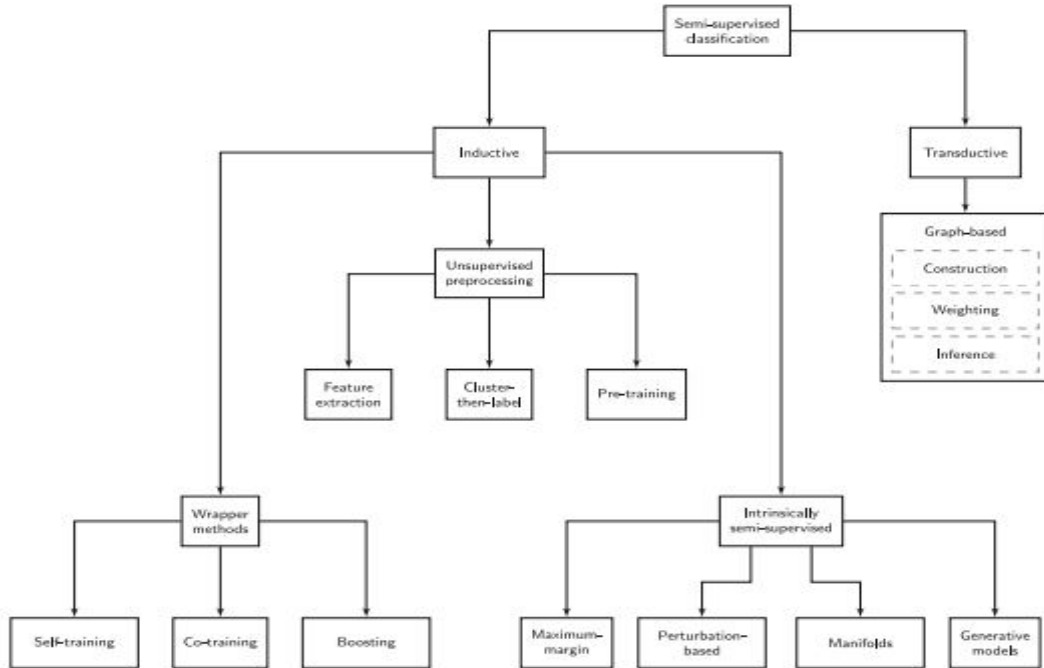 Semi-supervised
classification
Inductive
Transductive
Graph-based
Construction
Weighting
Inference
Unsupervised
preprocessing
Feature
extraction
Cluster-
then-label
Pre-training
Wrapper
methods
Intrinsically
semi-supervised
Self-training
Co-training
Boosting
Maximum-
margin
Perturbation-
based
Manifolds
Generative
models